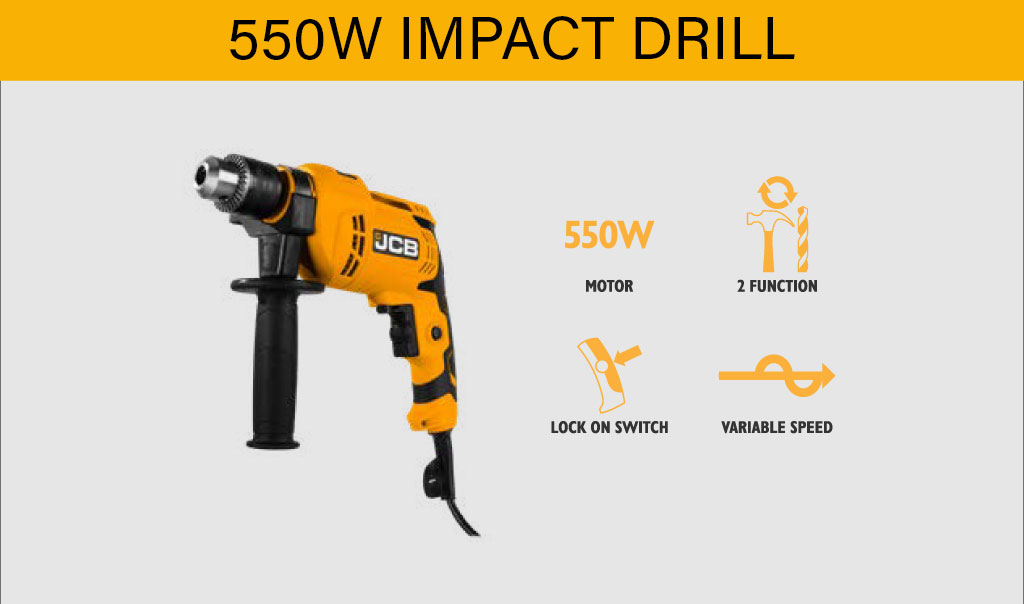 550W IMPACT DRILL
JCB
550W
MOTOR
2 FUNCTION
LOCK ON SWITCH
VARIABLE SPEED